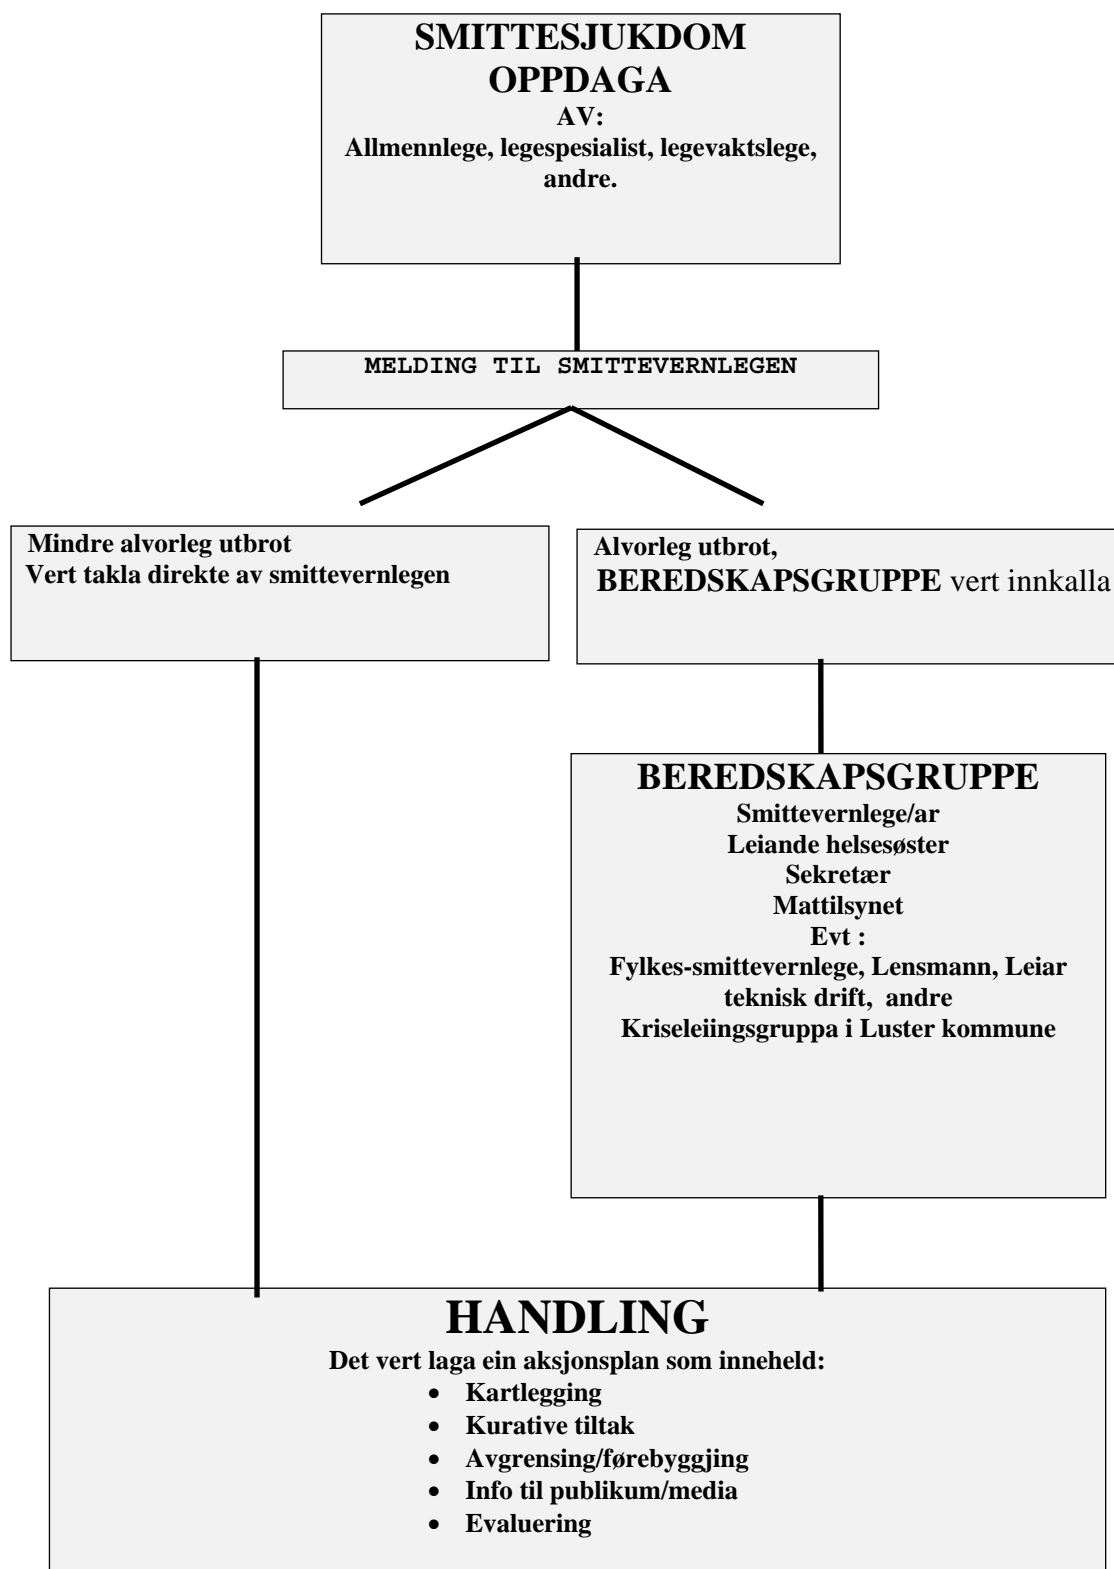 SMITTESJUKDOM
OPPDAGA
AV:
Allmennlege, legespesialist, legevaktslege,
andre.
MELDING TIL SMITTEVERNLEGEN
Mindre alvorleg utbrot
Vert takla direkte av smittevernlegen
Alvorleg utbrot,
BEREDSKAPSGRUPPE vert innkalla
BEREDSKAPSGRUPPE
Smittevernlege/ar
Leiande helsesøster
Sekretær
Mattilsynet
Evt :
Fylkes-smittevernlege, Lensmann, Leiar
teknisk drift, andre
Kriseleiingsgruppa i Luster kommune
HANDLING
Det vert laga ein aksjonsplan som inneheld:
• Kartlegging
• Kurative tiltak
• Avgrensing/førebyggjing
• Info til publikum/media
• Evaluering